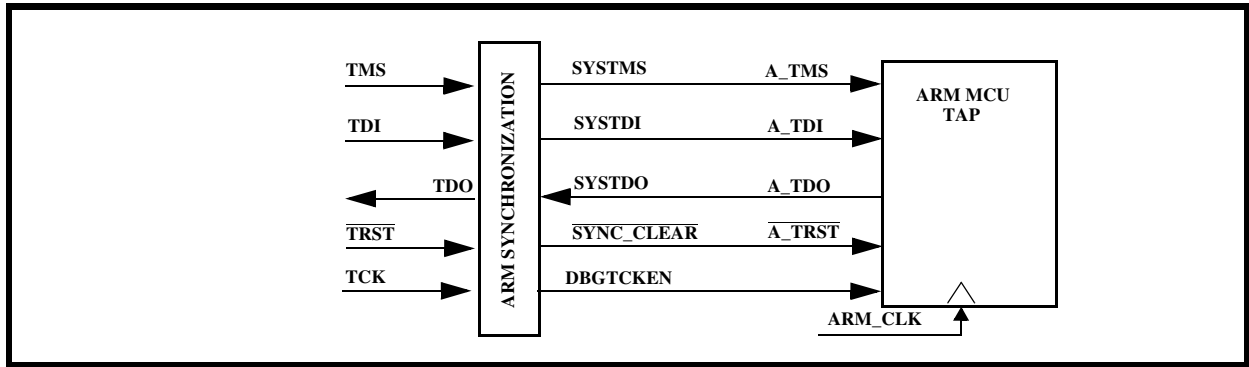 TMS
TDI
TDO
TRST
TCK
ARM SYNCHRONIZATION
SYSTMS
SYSTDI
SYSTDO
SYNC_CLEAR
DBGTCKEN
A_TMS
A_TDI
A_TDO
A_TRST
ARM MCU
TAP
ARM_CLK